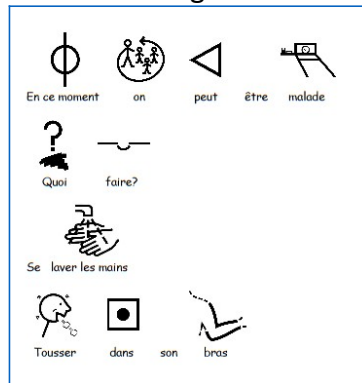 En ce moment on peut être malade
Quoi faire?
Se laver les mains
Tousser dans son bras